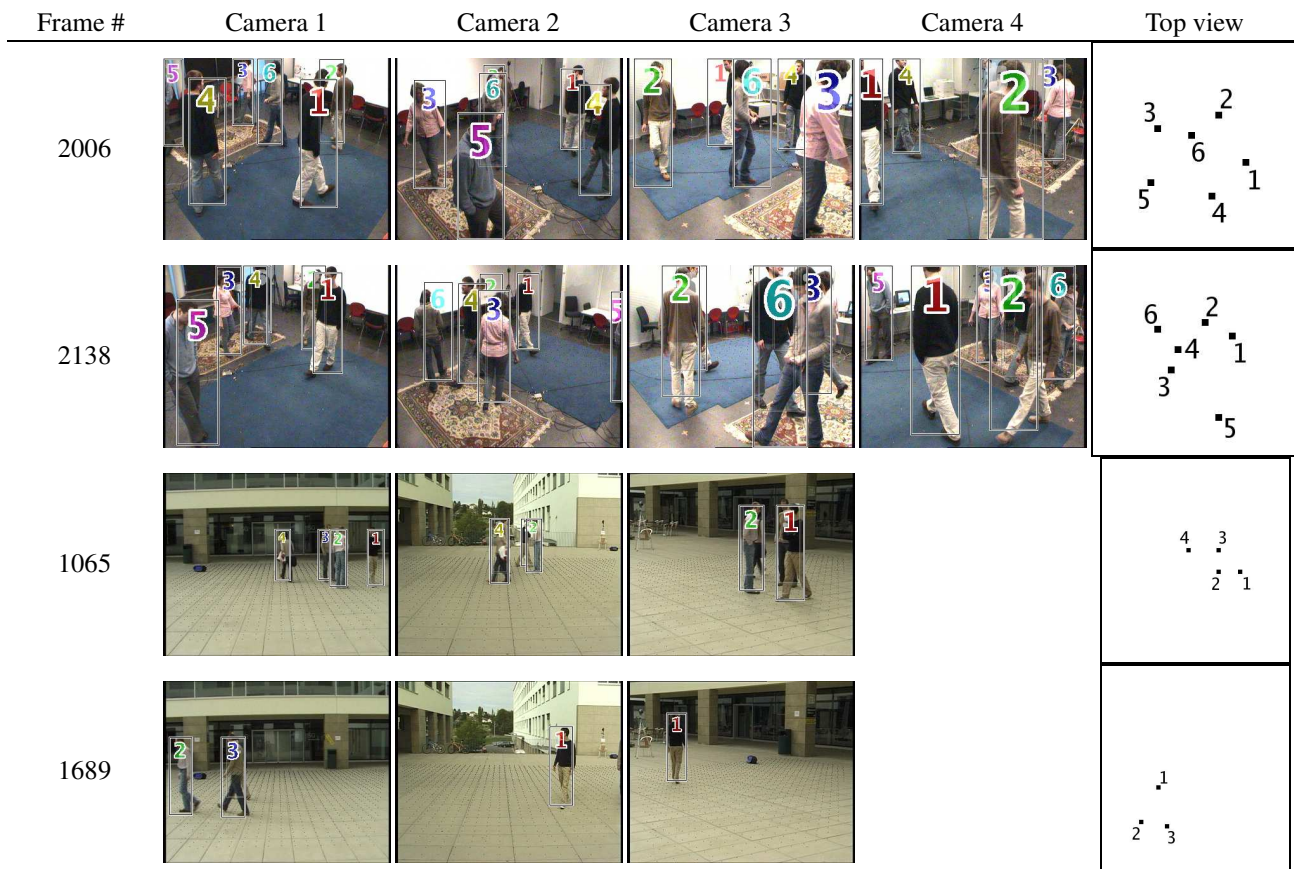 Frame # Camera 1 Camera 2 Camera 3 Camera 4 Top view
2006
5 4 3 6 1 2
3 6 5 1 4
2 1 6 4 3
1 4 2 3
3 2 6 1 5 4
2138
5 3 4 2 1
6 4 2 3 1 5
2 6 3
5 1 3 2 6
6 2 4 1 3 5
1065
4 3 2 1
4 2
2 1
4 3 2 1
1689
2 3
1
1
1 2 3